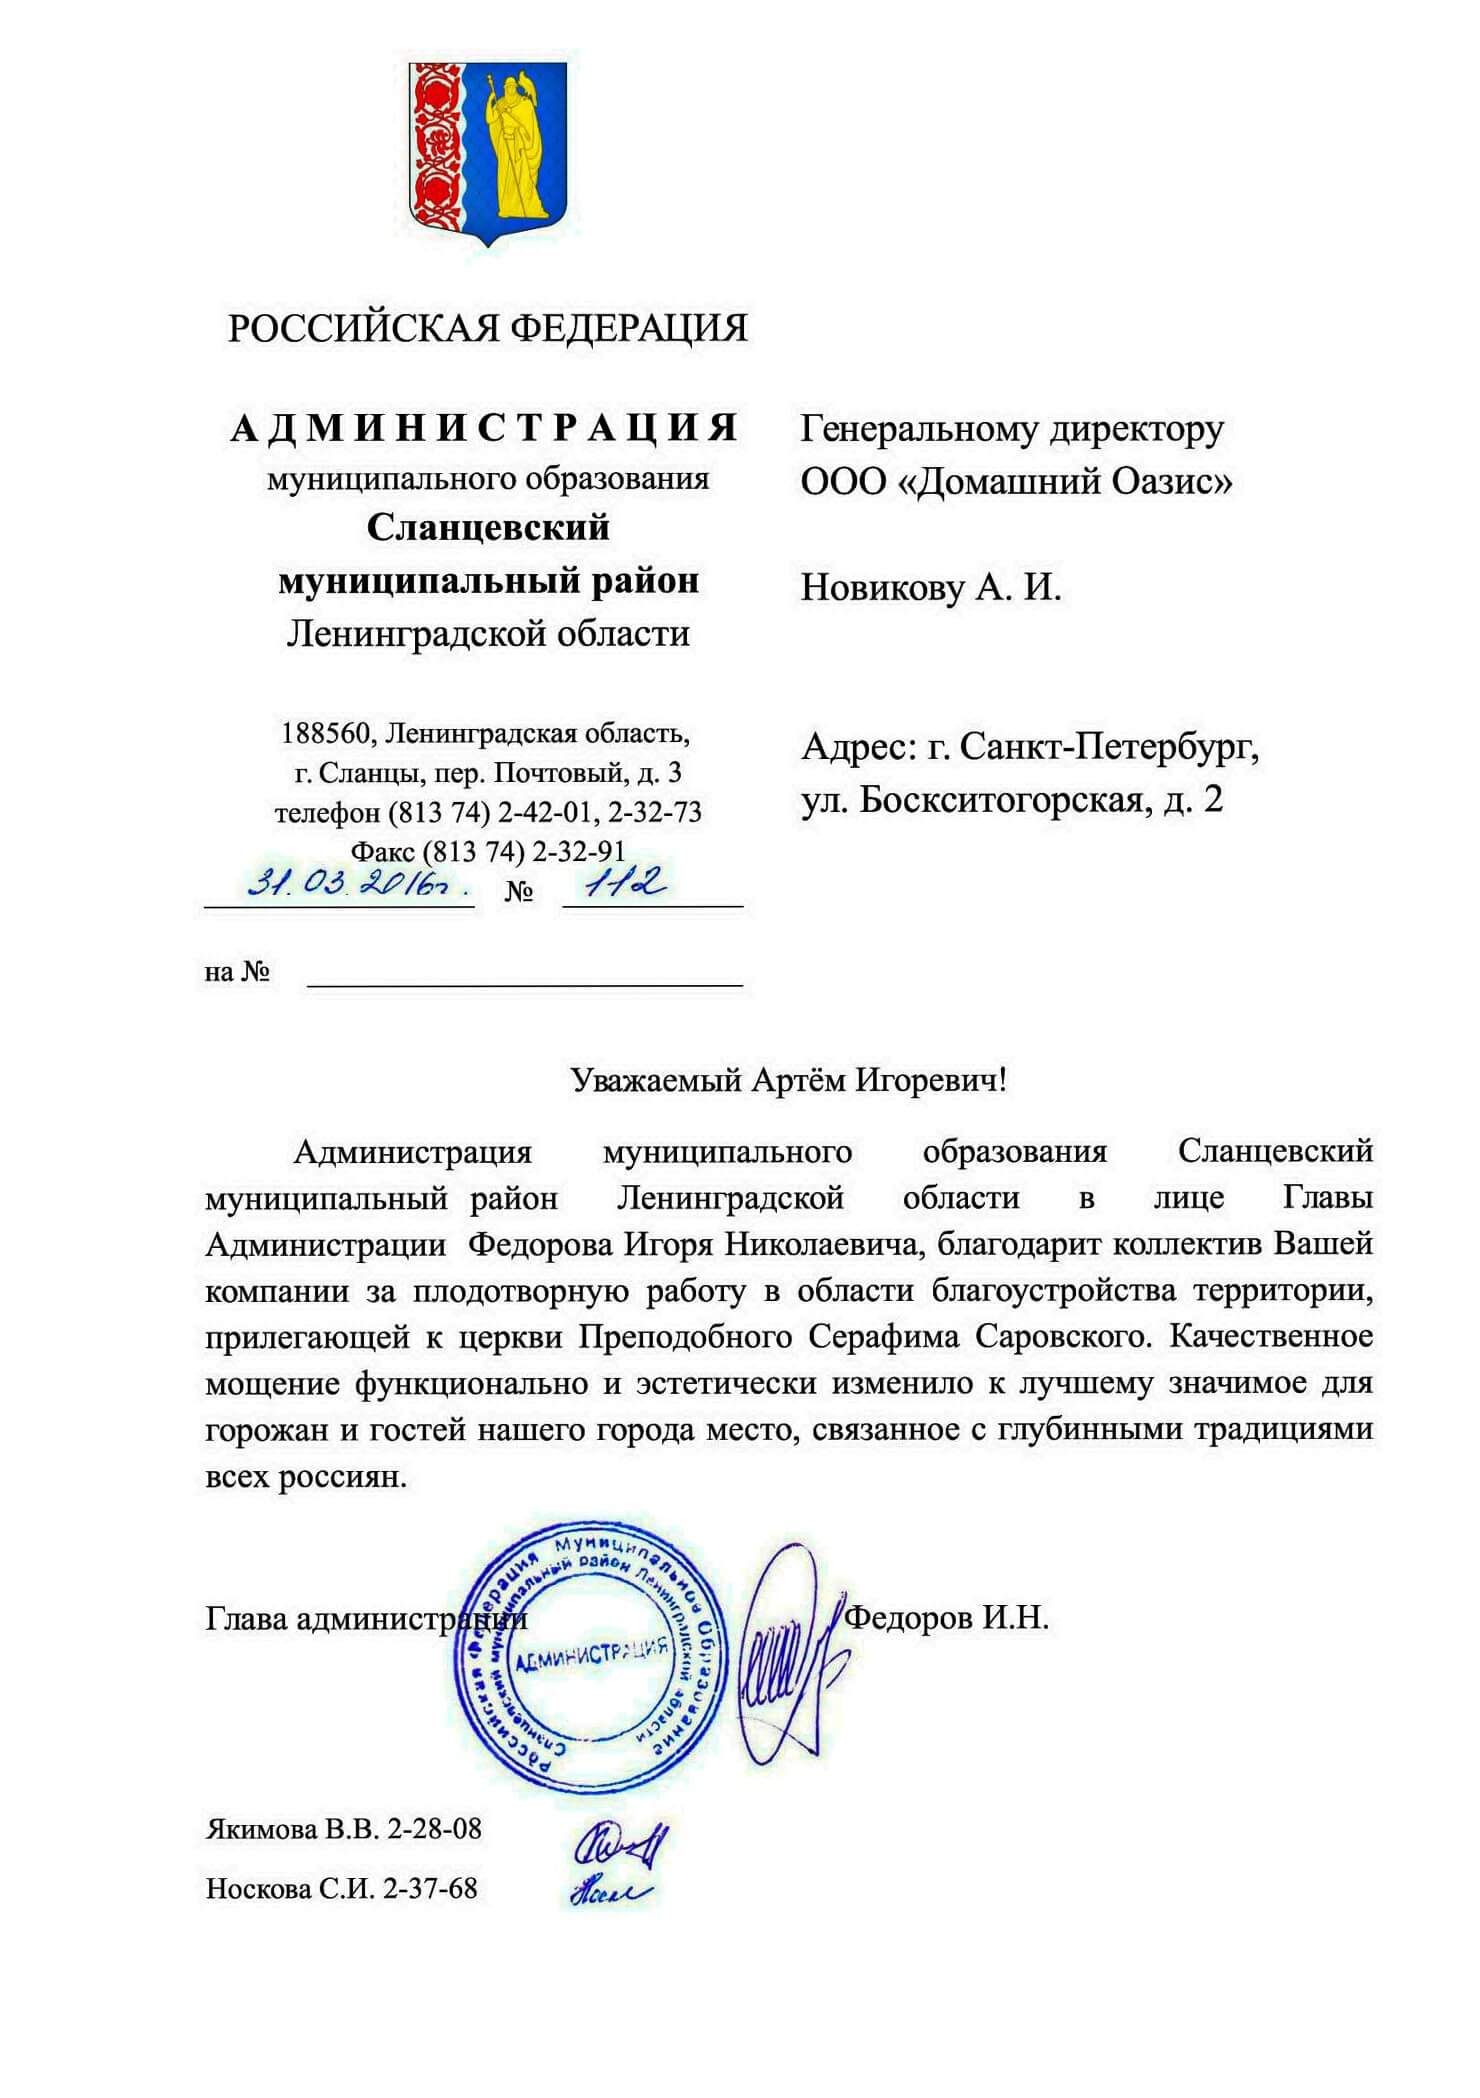 РОССИЙСКАЯ ФЕДЕРАЦИЯ
А Д М И Н И С Т Р А Ц И Я
муниципального образования
Сланцевский
муниципальный район
Ленинградской области
188560, Ленинградская область,
г. Сланцы, пер. Почтовый, д. 3
телефон (813 74) 2-42-01, 2-32-73
Факс (813 74) 2-32-91
31.03.2016г. № 112
на №
Генеральному директору
ООО «Домашний Оазис»
Новикову А. И.
Адрес: г. Санкт-Петербург,
ул. Боскситогорская, д. 2
Уважаемый Артём Игоревич!
Администрация муниципального образования Сланцевский
муниципальный район Ленинградской области в лице Главы
Администрации Федорова Игоря Николаевича, благодарит коллектив Вашей
компании за плодотворную работу в области благоустройства территории,
прилегающей к церкви Преподобного Серафима Саровского. Качественное
мощение функционально и эстетически изменило к лучшему значимое для
горожан и гостей нашего города место, связанное с глубинными традициями
всех россиян.
Глава администрации Федоров И.Н.
Российская Федерация Муниципальное Образование
Сланцевский муниципальный район Ленинградской области
АДМИНИСТРАЦИЯ
Якимова В.В. 2-28-08
Носкова С.И. 2-37-68